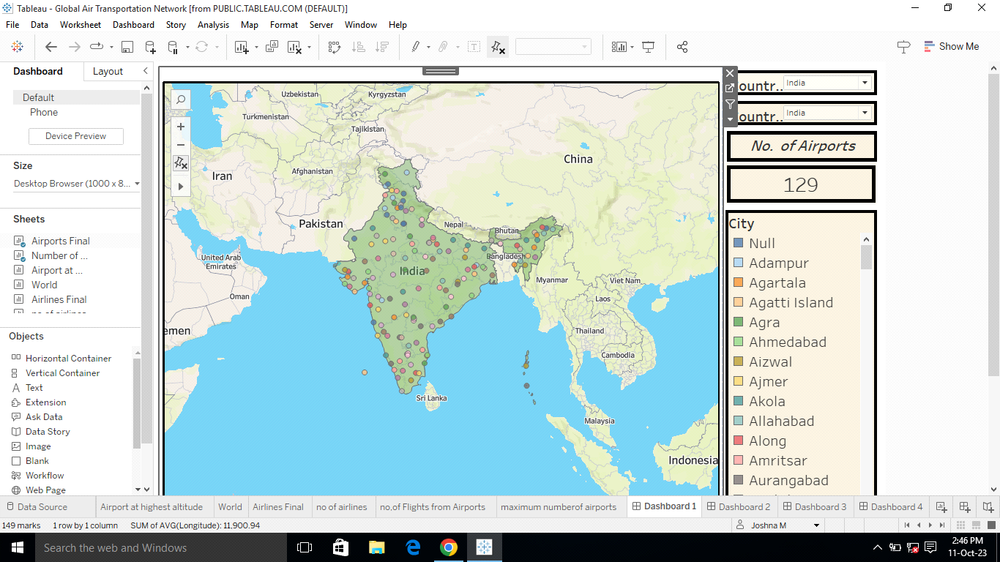 Tableau - Global Air Transportation Network [from PUBLIC.TABLEAU.COM (DEFAULT)]
File Data Worksheet Dashboard Story Analysis Map Format Server Window Help
Show Me
Dashboard Layout
Default
Phone
Device Preview
Size
Desktop Browser (1000 x 8...
Sheets
Airports Final
Number of ...
Airport at ...
World
Airlines Final
no of airlines
Objects
Horizontal Container
Vertical Container
Text
Extension
Ask Data
Data Story
Image
Blank
Workflow
Web Page
Uzbekistan
Kyrgyzstan
Turkmenistan
Tajikistan
China
Afghanistan
Iran
Pakistan
Nepal
Bhutan
United Arab
Emirates
Bangladesh
India
Myanmar
Viet Nam
Oman
Laos
emen
Thailand
Cambodia
Sri Lanka
Malaysia
Indonesia
ountr.. India
ountr.. India
No. of Airports
129
City
Null
Adampur
Agartala
Agatti Island
Agra
Ahmedabad
Aizwal
Ajmer
Akola
Allahabad
Along
Amritsar
Aurangabad
Data Source Airport at highest altitude World Airlines Final no of airlines no,of Flights from Airports maximum numberof airports Dashboard 1 Dashboard 2 Dashboard 3 Dashboard 4
149 marks 1 row by 1 column SUM of AVG(Longitude): 11,900.94 Joshna M
Search the web and Windows
2:46 PM
11-Oct-23